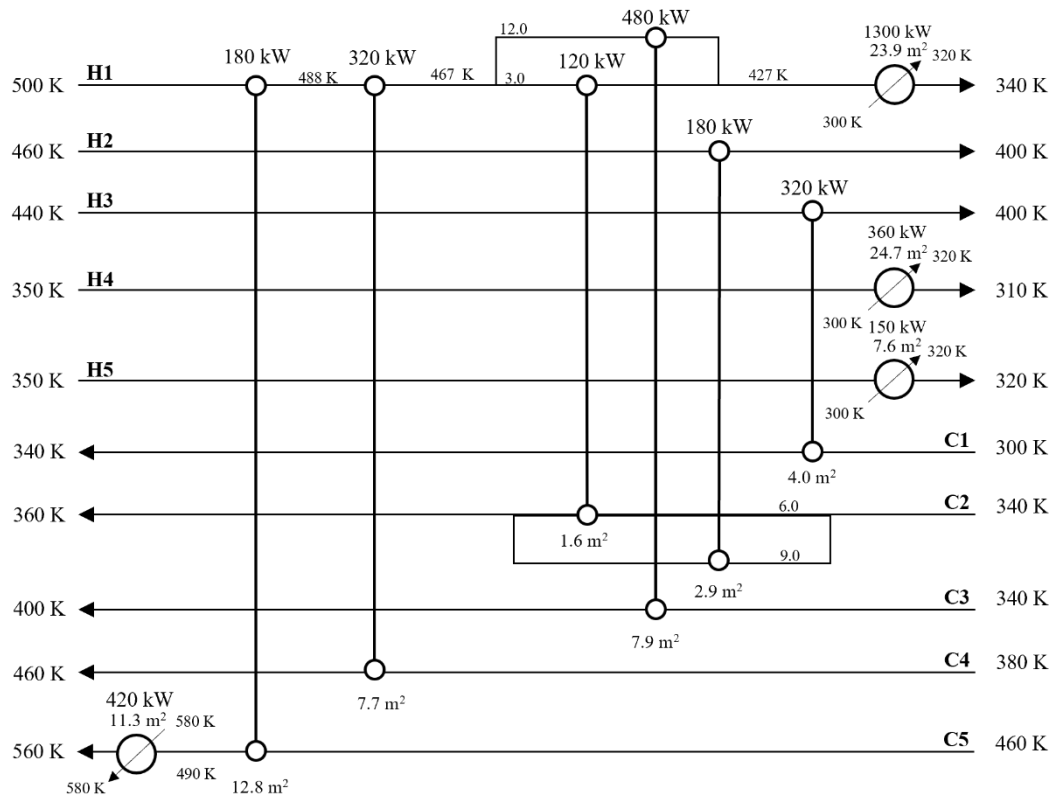 480 kW
1300 kW
12.0
180 kW
320 kW
120 kW
23.9 m²
320 K
500 K
H1
488 K
467 K
3.0
427 K
340 K
300 K
180 kW
460 K
H2
400 K
320 kW
440 K
H3
400 K
360 kW
24.7 m²
320 K
350 K
H4
310 K
300 K
150 kW
7.6 m²
320 K
350 K
H5
320 K
300 K
340 K
C1
300 K
4.0 m²
360 K
6.0
C2
340 K
1.6 m²
9.0
2.9 m²
400 K
C3
340 K
7.9 m²
460 K
C4
380 K
7.7 m²
420 kW
11.3 m²
580 K
560 K
490 K
C5
460 K
580 K
12.8 m²